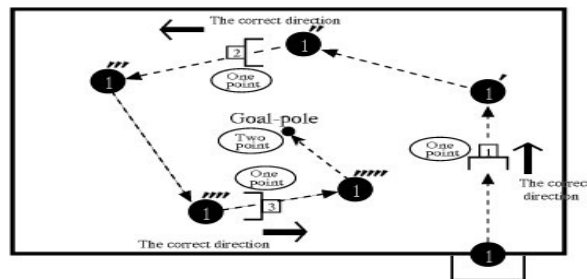 The correct direction
1''
2
One
point
1'''
1'
Goal-pole
Two
point
One
point
1
One
point
The correct
direction
1''''
3
1'''''
The correct direction
1